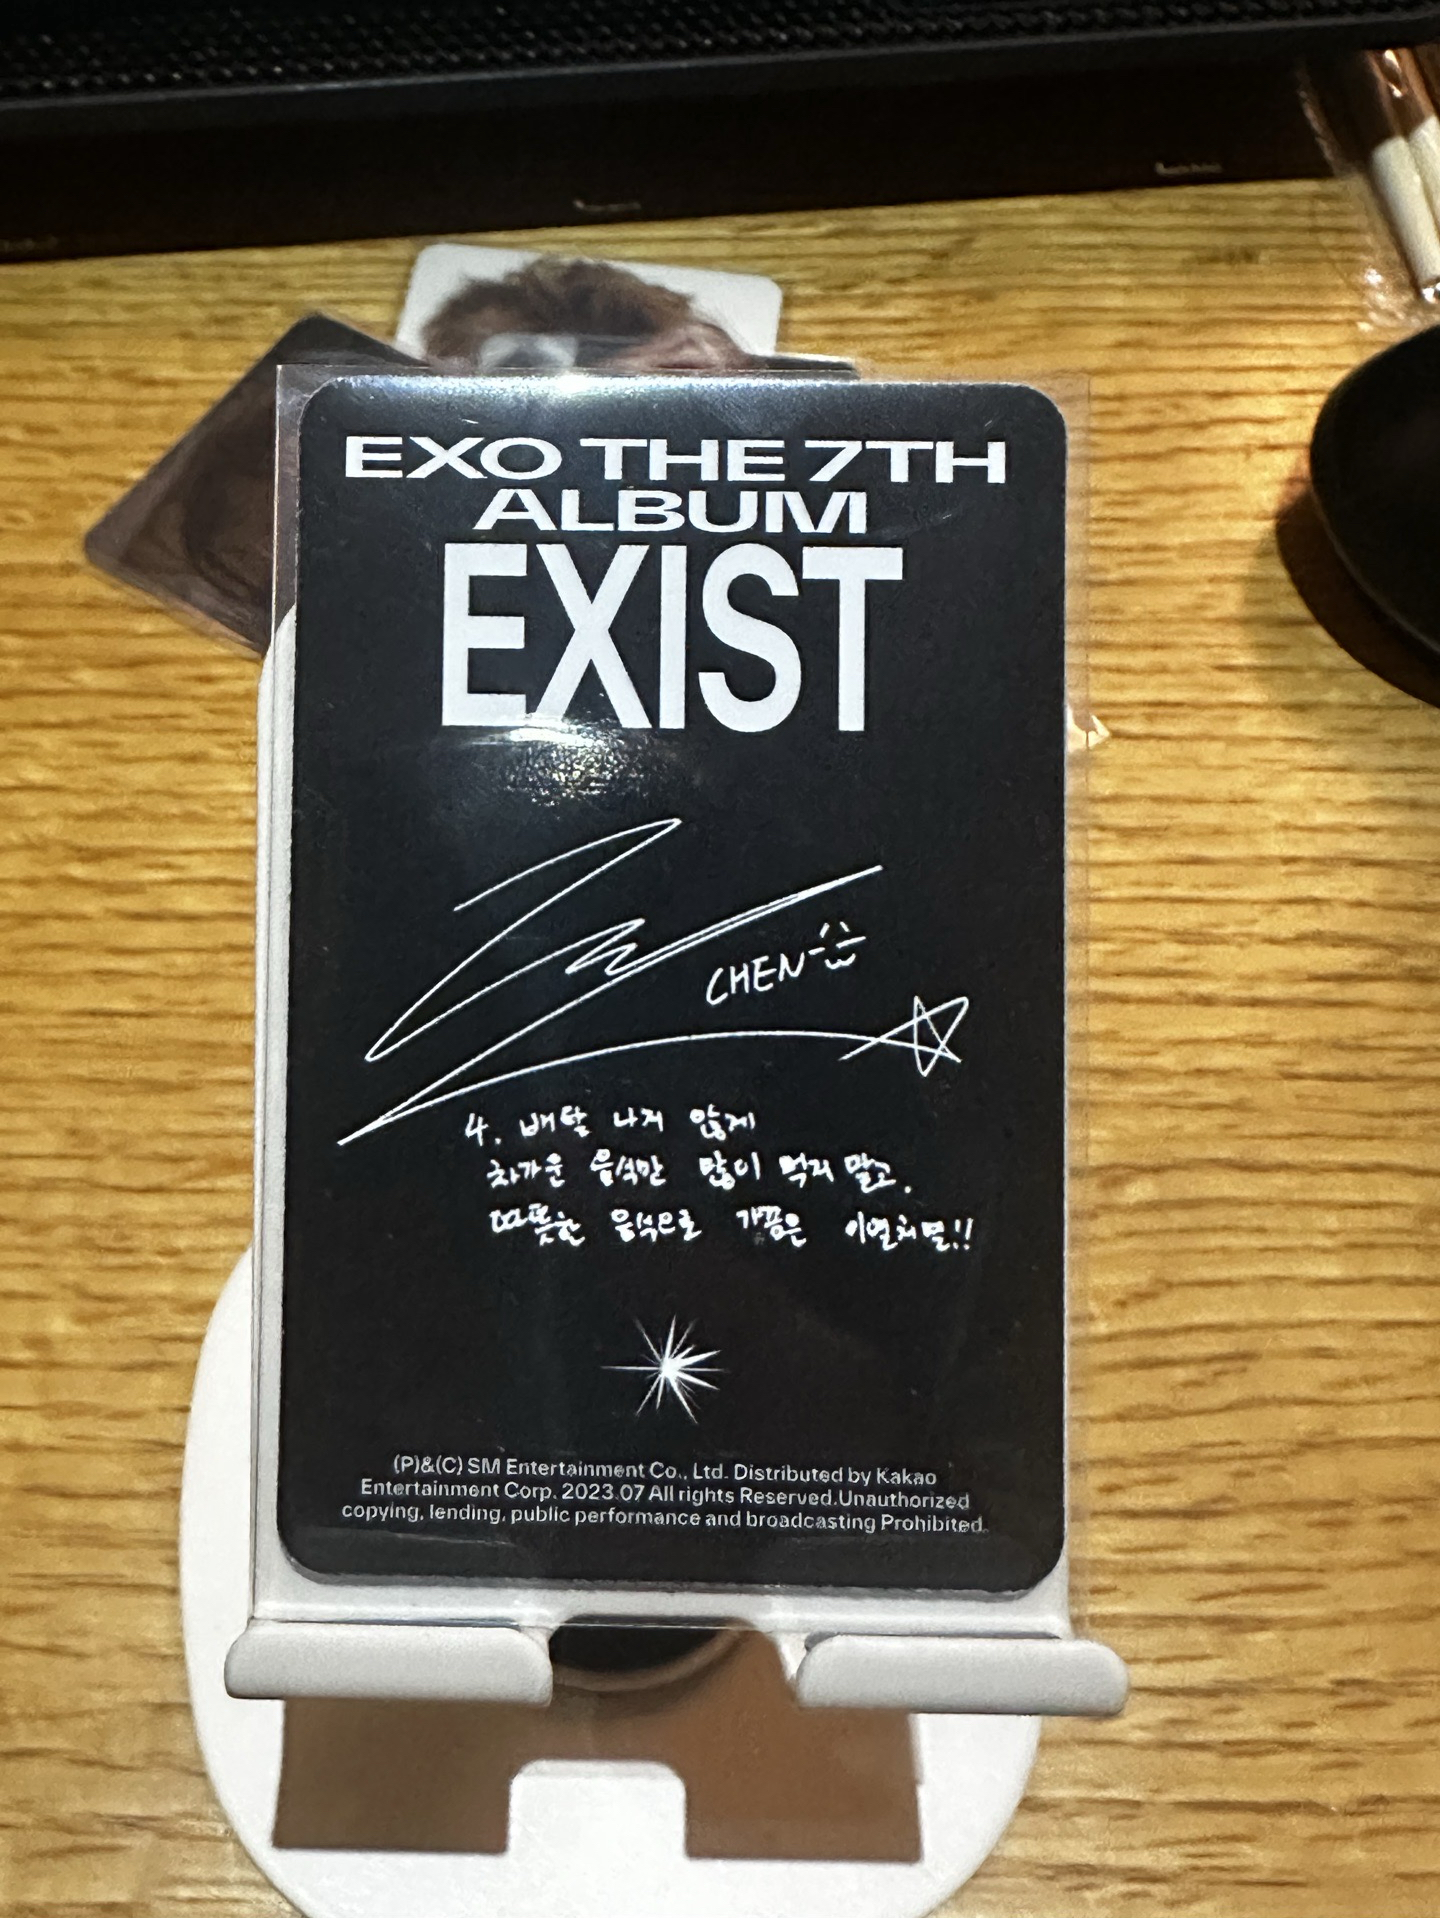 EXO THE 7TH
ALBUM
EXIST
CHEN
4. 배탈 나지 않게
차가운 음식만 많이 먹지 말고,
따뜻한 음식으로 가끔은 이열치열!!
(P)&(C) SM Entertainment Co., Ltd. Distributed by Kakao
Entertainment Corp. 2023.07 All rights Reserved.Unauthorized
copying, lending, public performance and broadcasting Prohibited.